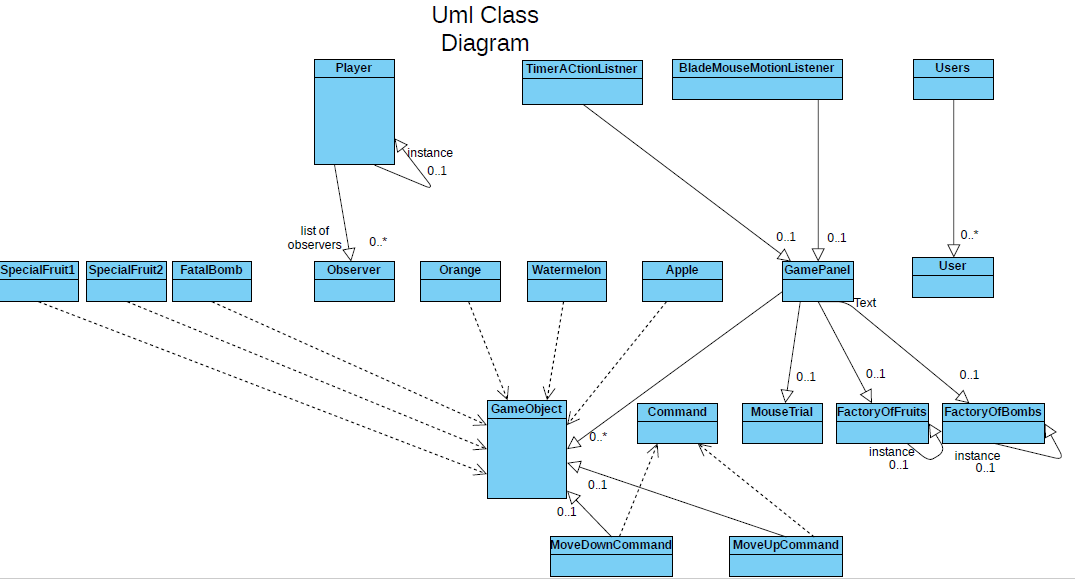 Uml Class
Diagram
Player
TimerACtionListner
BladeMouseMotionListener
Users
instance
0..1
list of
observers
0..*
0..1
0..1
0..*
SpecialFruit1
SpecialFruit2
FatalBomb
Observer
Orange
Watermelon
Apple
GamePanel
User
Text
0..1
0..1
0..1
GameObject
Command
MouseTrial
FactoryOfFruits
FactoryOfBombs
0..*
instance
0..1
instance
0..1
0..1
0..1
MoveDownCommand
MoveUpCommand